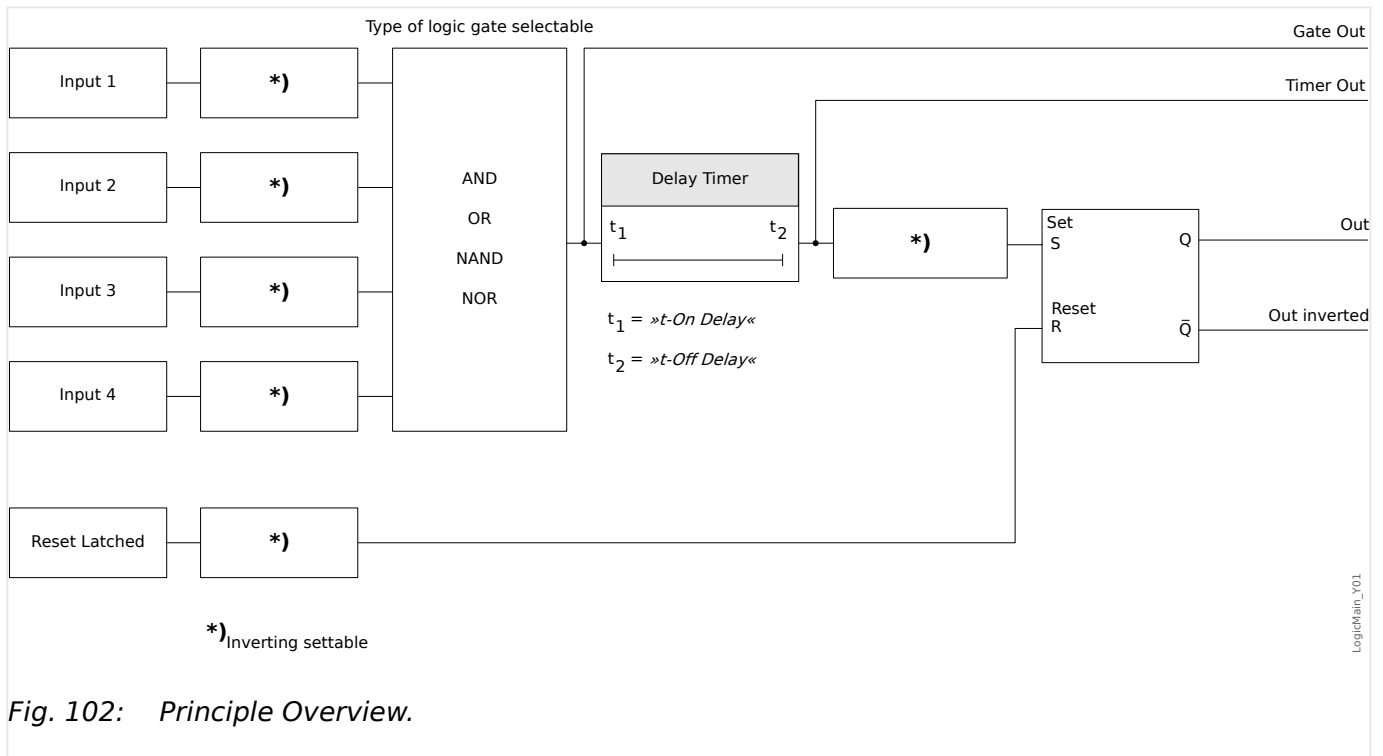 Type of logic gate selectable
Gate Out
Input 1
*)
Timer Out
Input 2
*)
AND
OR
NAND
NOR
Delay Timer
t1
t2
*)
Set
S
Q
Out
Reset
R
Q̅
Out inverted
Input 3
*)
t1 = »t-On Delay«
t2 = »t-Off Delay«
Input 4
*)
Reset Latched
*)
*) Inverting settable
LogicMain_Y01
Fig. 102: Principle Overview.